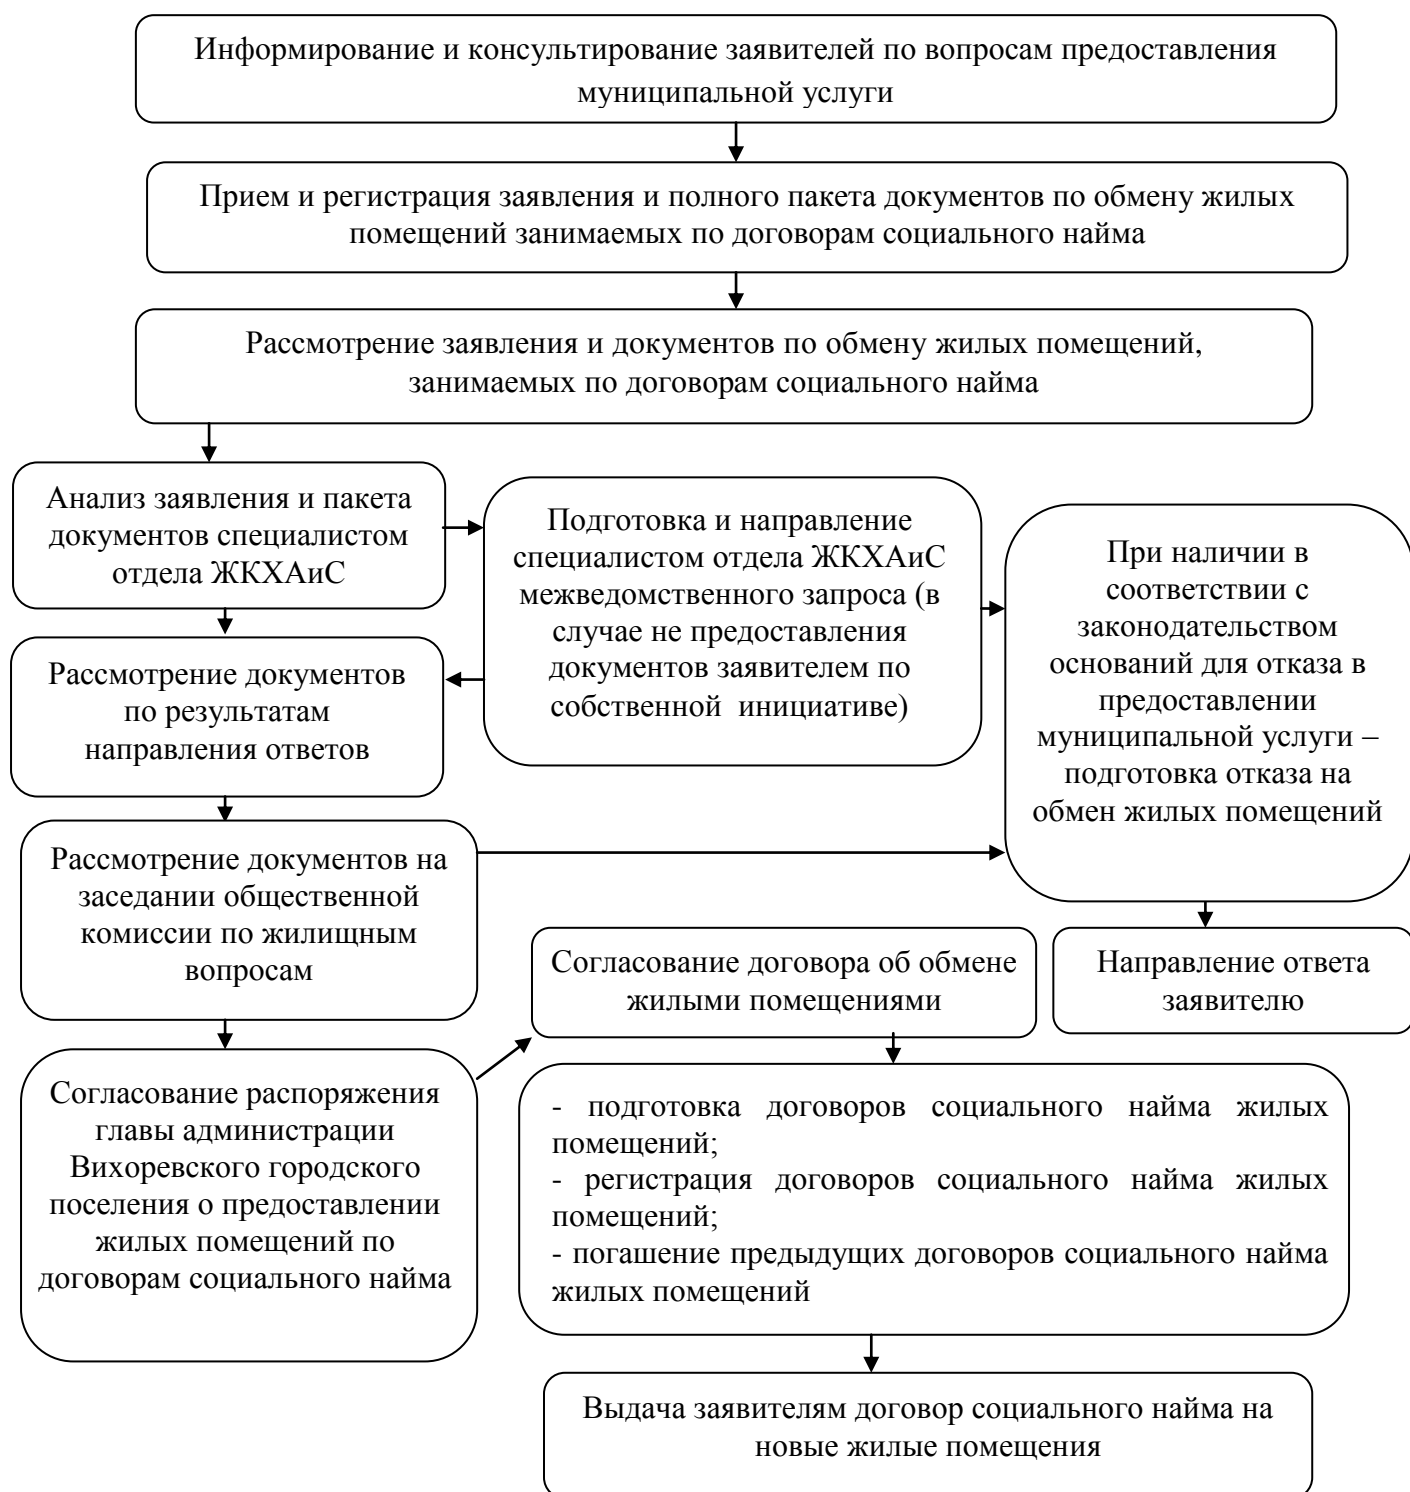 Информирование и консультирование заявителей по вопросам предоставления
муниципальной услуги
Прием и регистрация заявления и полного пакета документов по обмену жилых
помещений занимаемых по договорам социального найма
Рассмотрение заявления и документов по обмену жилых помещений,
занимаемых по договорам социального найма
Анализ заявления и пакета
документов специалистом
отдела ЖКХАиС
Подготовка и направление
специалистом отдела ЖКХАиС
межведомственного запроса (в
случае не предоставления
документов заявителем по
собственной инициативе)
При наличии в
соответствии с
законодательством
оснований для отказа в
предоставлении
муниципальной услуги –
подготовка отказа на
обмен жилых помещений
Рассмотрение документов
по результатам
направления ответов
Рассмотрение документов на
заседании общественной
комиссии по жилищным
вопросам
Согласование договора об обмене
жилыми помещениями
Направление ответа
заявителю
Согласование распоряжения
главы администрации
Вихоревского городского
поселения о предоставлении
жилых помещений по
договорам социального найма
- подготовка договоров социального найма жилых
помещений;
- регистрация договоров социального найма жилых
помещений;
- погашение предыдущих договоров социального найма
жилых помещений
Выдача заявителям договор социального найма на
новые жилые помещения